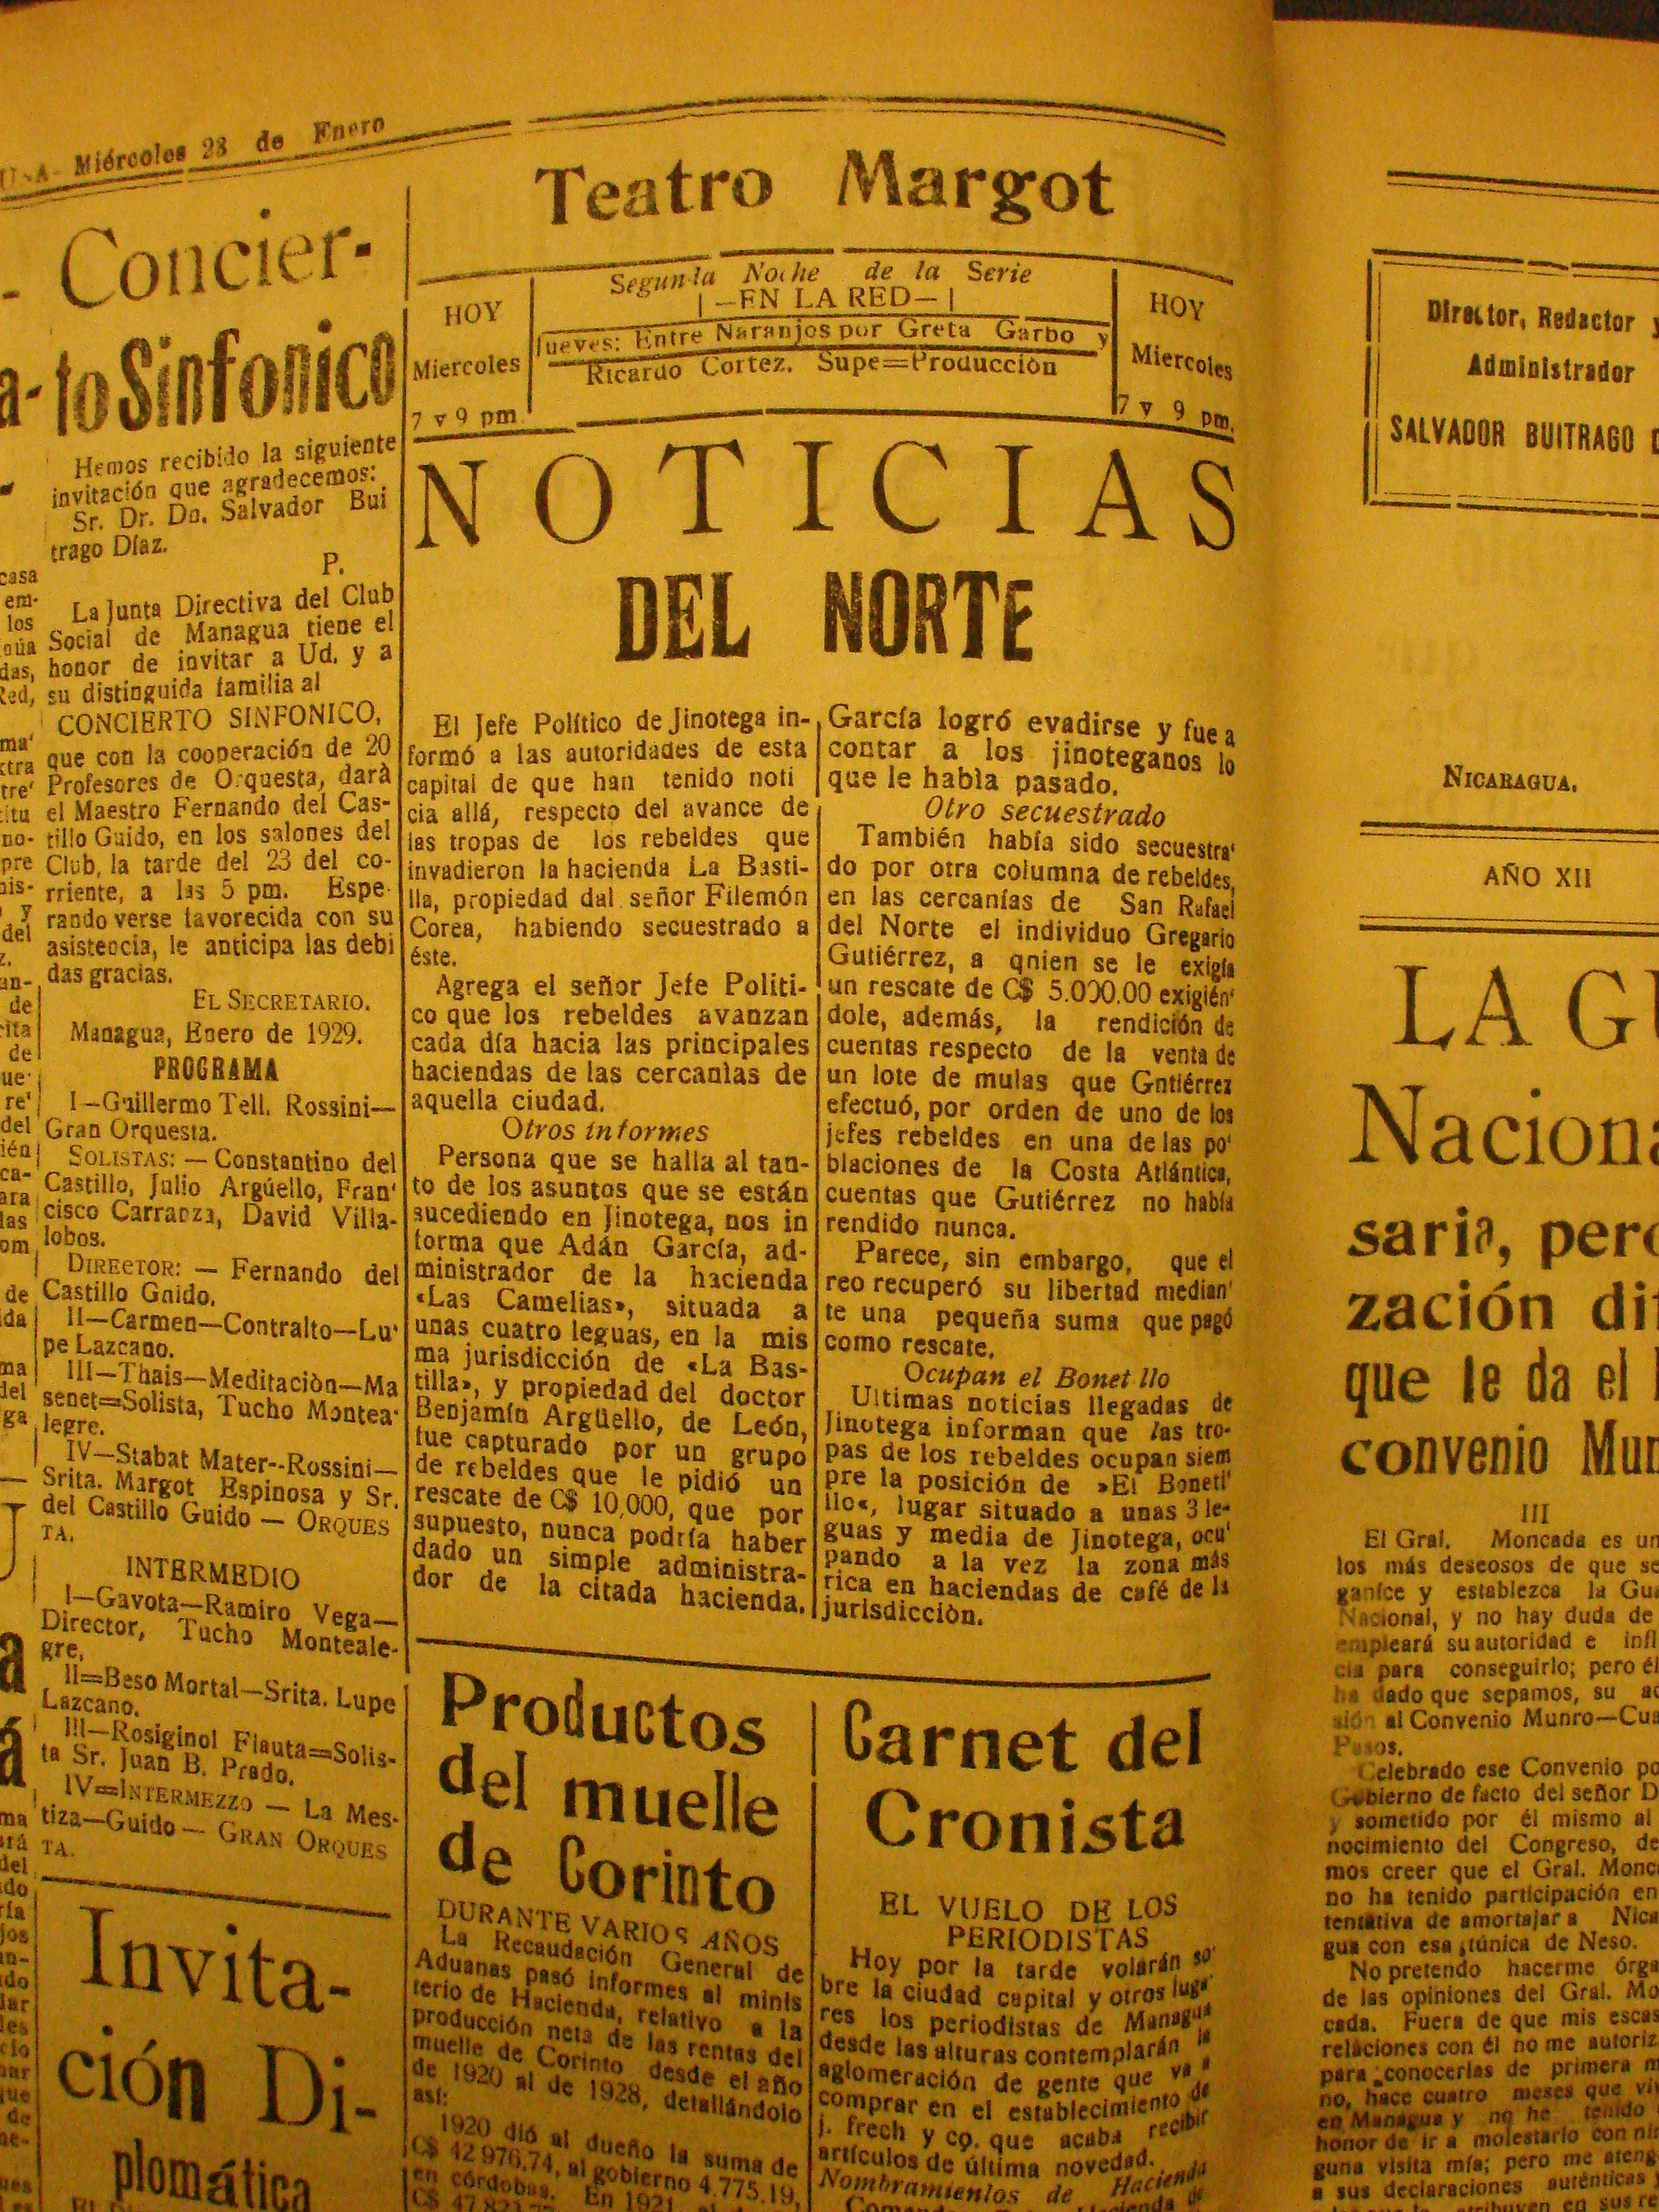 Miércoles 23 de Enero
- Concier-
to Sinfonico
Hemos recibido la siguiente
invitación que agradecemos:
Sr. Dr. Dn. Salvador Bui
trago Díaz.
P.
La Junta Directiva del Club
Social de Managua tiene el
honor de invitar a Ud. y a
su distinguida familia al
CONCIERTO SINFONICO,
que con la cooperación de 20
Profesores de Orquesta, darà
el Maestro Fernando del Cas-
tillo Guido, en los salones del
Club, la tarde del 23 del co-
rriente, a las 5 pm. Espe-
rando verse favorecida con su
asistencia, le anticipa las debi
das gracias.
EL SECRETARIO.
Managua, Enero de 1929.
PROGRAMA
I—Guillermo Tell. Rossini—
Gran Orquesta.
SOLISTAS: — Constantino del
Castillo, Julio Argúello, Fran'
cisco Carranza, David Villa-
lobos.
DIRECTOR: — Fernando del
Castillo Guido.
II—Carmen—Contralto—Lu'
pe Lazcano.
III—Thais—Meditaciòn—Ma
senet=Solista, Tucho Montea-
legre.
IV—Stabat Mater--Rossini—
Srita. Margot Espinosa y Sr.
del Castillo Guido — ORQUES
TA.
INTERMEDIO
I—Gavota—Ramiro Vega—
Director, Tucho Monteale-
gre.
II=Beso Mortal—Srita. Lupe
Lazcano.
III—Rosiginol Flauta=Solis-
ta Sr. Juan B. Prado.
IV=INTERMEZZO — La Mes-
tiza—Guido — GRAN ORQUES
TA.
Invita-
ción Di-
plomática
Teatro Margot
HOY
Miercoles
7 y 9 pm
Segunda Noche de la Serie
—EN LA RED—
Jueves: Entre Naranjos por Greta Garbo y
Ricardo Cortez. Supe=Producciòn
HOY
Miercoles
7 y 9 pm.
NOTICIAS
DEL NORTE
El Jefe Político de Jinotega in-
formó a las autoridades de esta
capital de que han tenido noti
cia allá, respecto del avance de
las tropas de los rebeldes que
invadieron la hacienda La Basti-
lla, propiedad dal señor Filemón
Corea, habiendo secuestrado a
éste.
Agrega el señor Jefe Politi-
co que los rebeldes avanzan
cada día hacia las principales
haciendas de las cercanìas de
aquella ciudad.
Otros informes
Persona que se halla al tan-
to de los asuntos que se están
sucediendo en Jinotega, nos in
forma que Adán García, ad-
ministrador de la hacienda
«Las Camelias», situada a
unas cuatro leguas, en la mis
ma jurisdicción de «La Bas-
tilla», y propiedad del doctor
Benjamín Argüello, de León,
fue capturado por un grupo
de rebeldes que le pidió un
rescate de C$ 10,000, que por
supuesto, nunca podría haber
dado un simple administra-
dor de la citada hacienda.
García logró evadirse y fue a
contar a los jinoteganos lo
que le habìa pasado.
Otro secuestrado
También había sido secuestra'
do por otra columna de rebeldes,
en las cercanías de San Rafael
del Norte el individuo Gregario
Gutiérrez, a qnien se le exigía
un rescate de C$ 5.000.00 exigién'
dole, además, la rendición de
cuentas respecto de la venta de
un lote de mulas que Gntiérrez
efectuó, por orden de uno de los
jefes rebeldes en una de las po'
blaciones de la Costa Atlántica,
cuentas que Gutiérrez no había
rendido nunca.
Parece, sin embargo, que el
reo recuperó su libertad median'
te una pequeña suma que pagó
como rescate.
Ocupan el Bonet llo
Ultimas noticias llegadas de
Jinotega informan que las tro-
pas de los rebeldes ocupan siem
pre la posición de »El Boneti'
llo«, lugar situado a unas 3 le-
guas y media de Jinotega, ocu'
pando a la vez la zona más
rica en haciendas de café de la
jurisdicciòn.
Productos
del muelle
de Corinto
DURANTE VARIOS AÑOS
La Recaudación General de
Aduanas pasó informes al minis
terio de Hacienda, relativo a la
producción neta de las rentas del
muelle de Corinto desde el año
de 1920 al de 1928, detallándolo
así:
1920 dió al dueño la suma de
C$ 42 976.74, al gobierno 4.775.19,
en córdobas. En 1921
Carnet del
Cronista
EL VUELO DE LOS
PERIODISTAS
Hoy por la tarde volarán so'
bre la ciudad capital y otros luga'
res los periodistas de Managua
desde las alturas contemplarán la
aglomeración de gente que va a
comprar en el establecimiento de
j. frech y co. que acaba recibir
artículos de última novedad.
Nombramientos de Hacienda
Director, Redactor y
Administrador
SALVADOR BUITRAGO
NICARAGUA.
AÑO XII
LA GU
Naciona
saria, pero
zación di
que le da el
convenio Mun
III
El Gral. Moncada es un
los más deseosos de que se
ganice y establezca la Gua
Nacional, y no hay duda de
empleará su autoridad e infl
cia para conseguirlo; pero él
ha dado que sepamos, su
sión al Convenio Munro—Cua
Pasos.
Celebrado ese Convenio po
Gobierno de facto del señor D
y sometido por él mismo al
nocimiento del Congreso, de
mos creer que el Gral. Monc
no ha tenido participación en
tentativa de amortajar a Nica
gua con esa túnica de Neso.
No pretendo hacerme órga
de las opiniones del Gral. Mo
cada. Fuera de que mis escas
relaciones con él no me autoriz
para conocerlas de primera m
no, hace cuatro meses que viv
en Managua y no he tenido
honor de ir a molestarlo con nin
guna visita mía; pero me ateng
a sus declaraciones auténticas